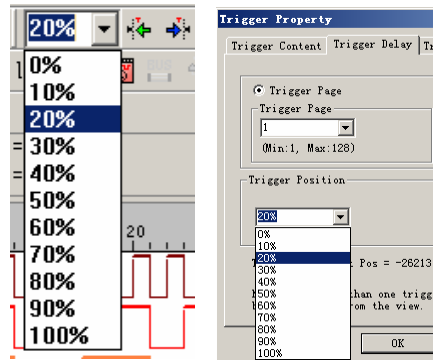 20%
0%
10%
20%
30%
40%
50%
60%
70%
80%
90%
100%
20
Trigger Property
Trigger Content
Trigger Delay
Trigger Page
Trigger Page
1
(Min:1, Max:128)
Trigger Position
20%
0%
10%
20%
30%
40%
50%
60%
70%
80%
90%
100%
Pos = -26213
than one trigg
rom the view.
OK